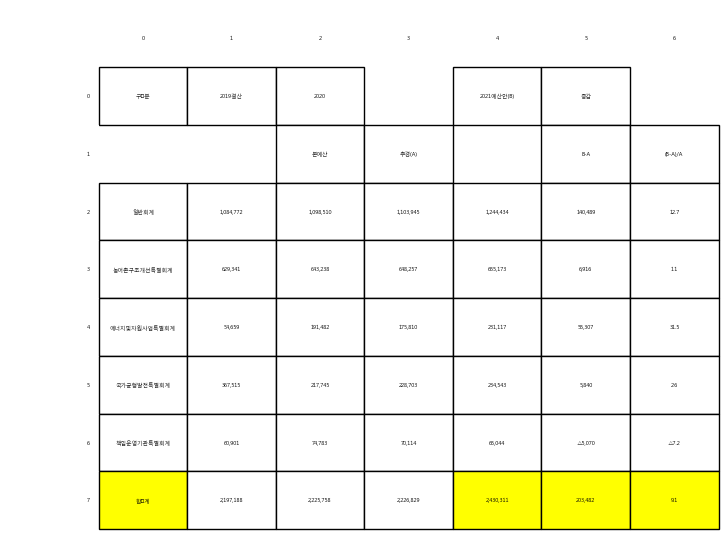 0 1 2 3 4 5 6
0 구□분 2019결산 2020 2021예산안(B) 증감
1 본예산 추경(A) B-A (B-A)/A
2 일반회계 1,084,772 1,098,510 1,103,945 1,244,434 140,489 12.7
3 농어촌구조개선특별회계 629,341 643,238 648,257 655,173 6,916 1.1
4 에너지및자원사업특별회계 54,659 191,482 175,810 231,117 55,307 31.5
5 국가균형발전특별회계 367,515 217,745 228,703 234,543 5,840 2.6
6 책임운영기관특별회계 60,901 74,783 70,114 65,044 △5,070 △7.2
7 합□계 2,197,188 2,225,758 2,226,829 2,430,311 203,482 9.1